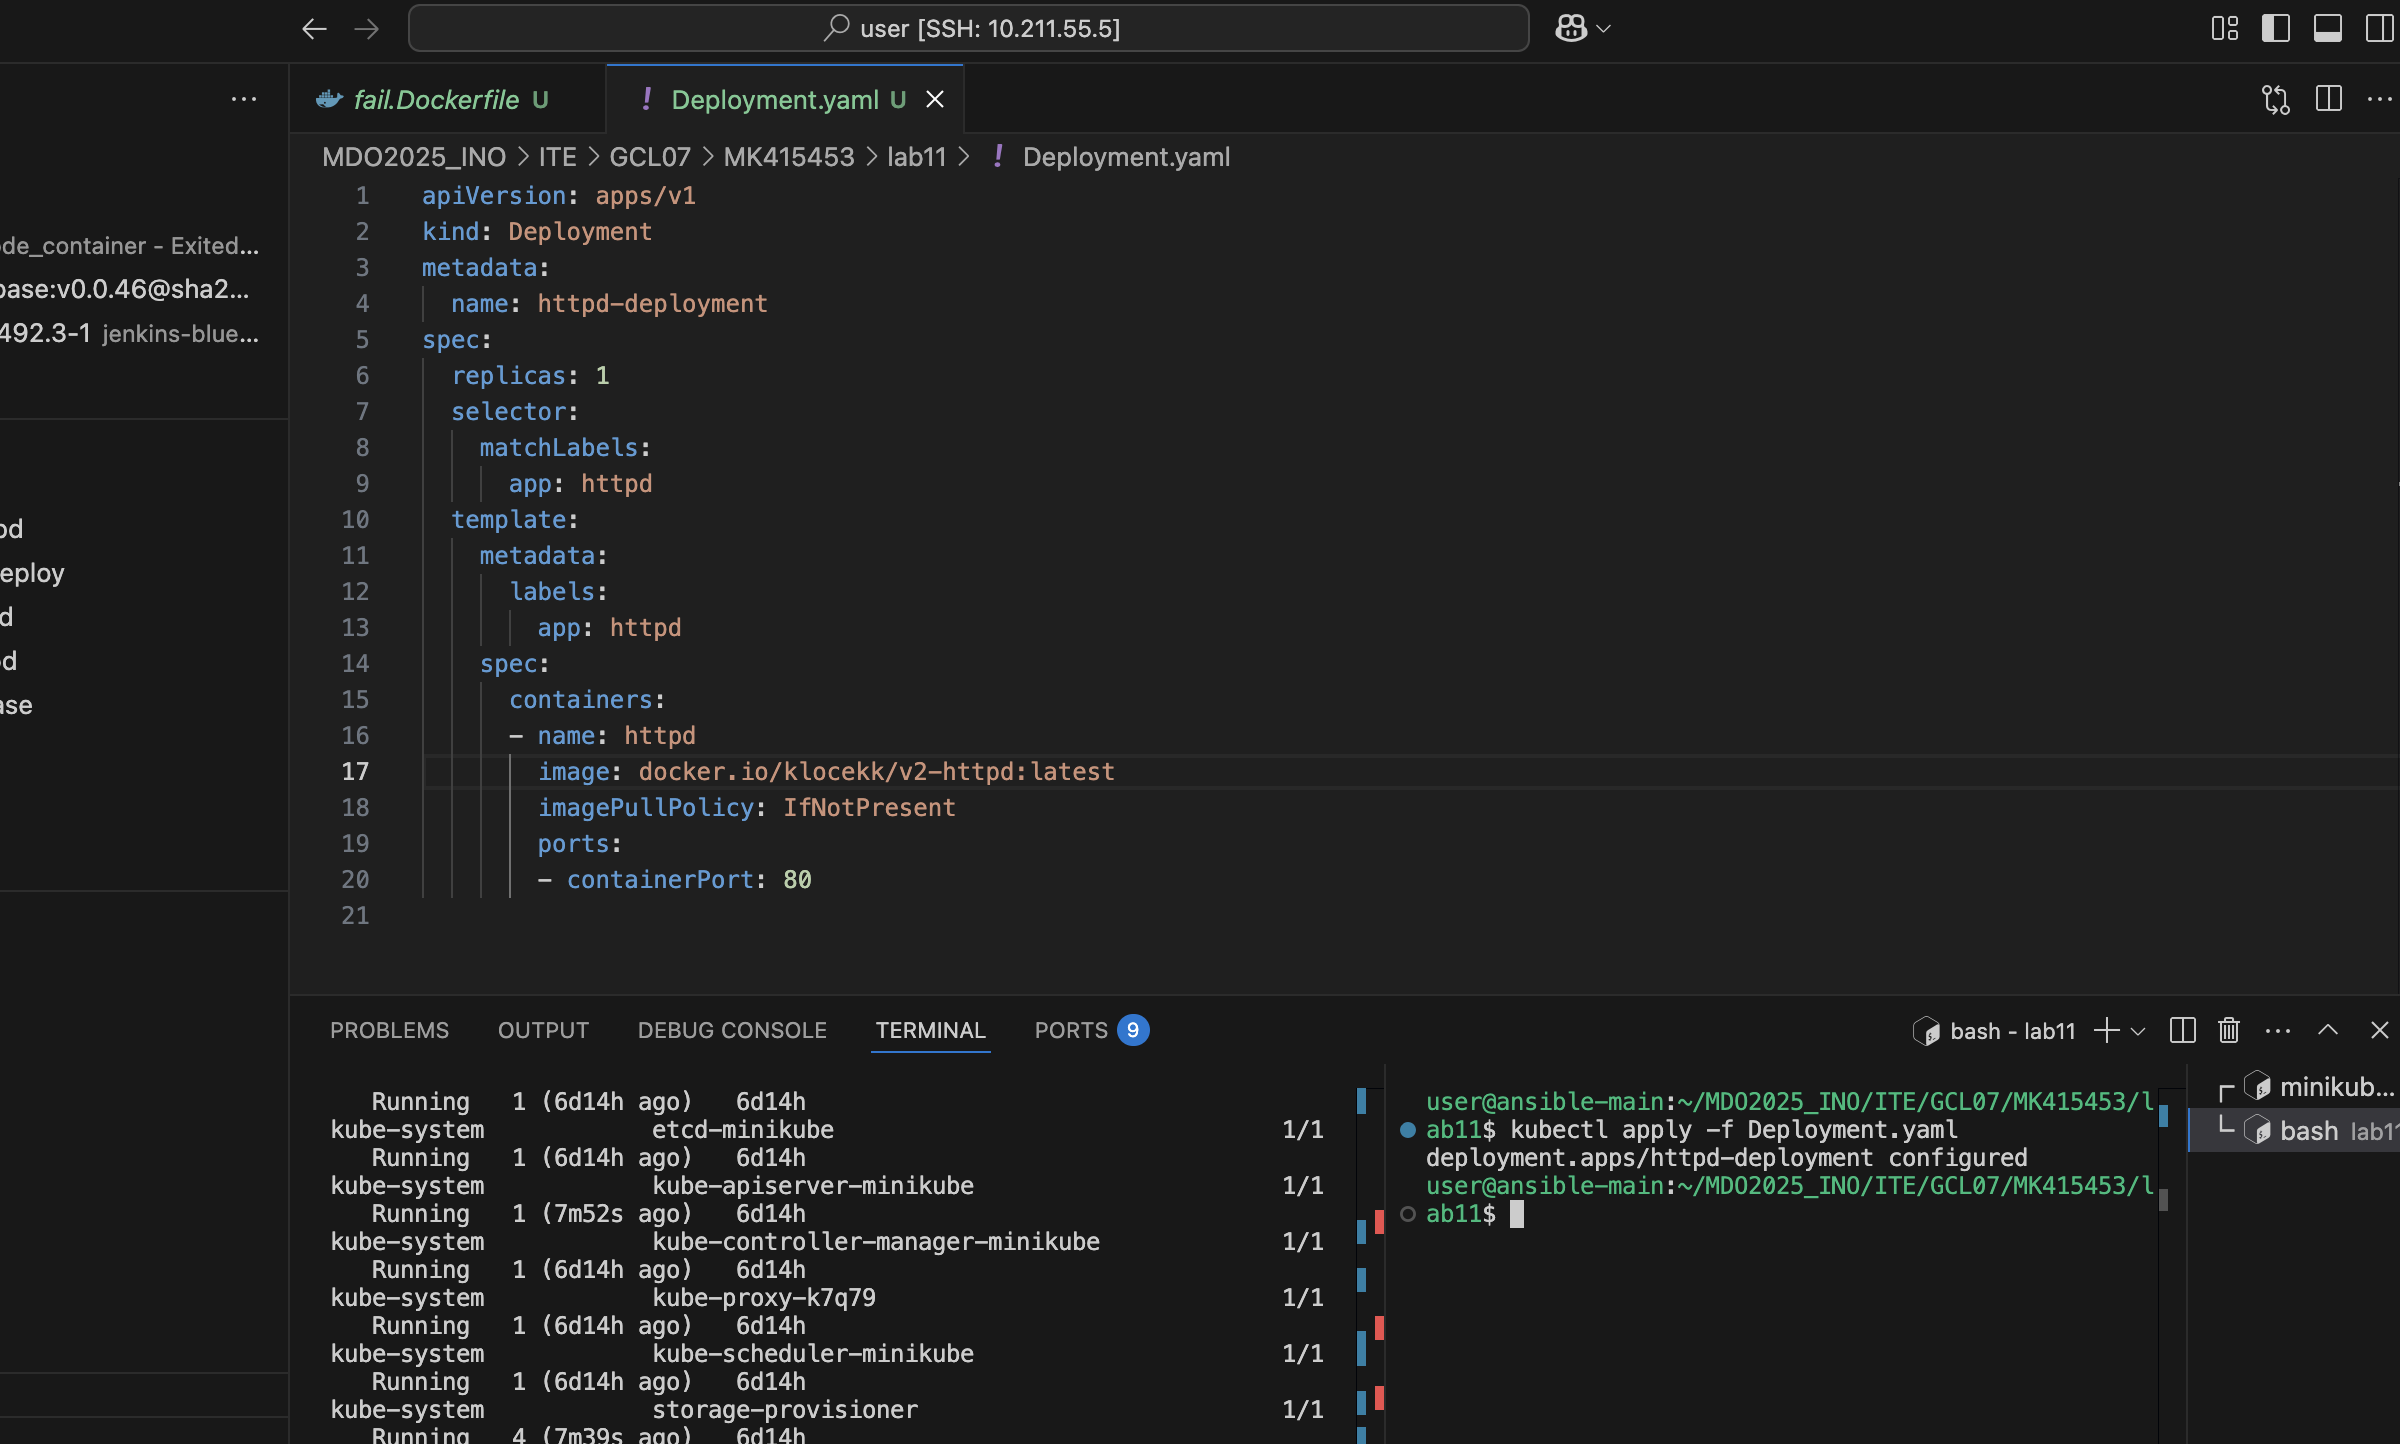 user [SSH: 10.211.55.5]
fail.Dockerfile U
! Deployment.yaml U
MDO2025_INO > ITE > GCL07 > MK415453 > lab11 > ! Deployment.yaml
de_container - Exited...
base:v0.0.46@sha2...
492.3-1 jenkins-blue...
eploy
1 apiVersion: apps/v1
2 kind: Deployment
3 metadata:
4 name: httpd-deployment
5 spec:
6 replicas: 1
7 selector:
8 matchLabels:
9 app: httpd
10 template:
11 metadata:
12 labels:
13 app: httpd
14 spec:
15 containers:
16 - name: httpd
17 image: docker.io/klocekk/v2-httpd:latest
18 imagePullPolicy: IfNotPresent
19 ports:
20 - containerPort: 80
21
PROBLEMS OUTPUT DEBUG CONSOLE TERMINAL PORTS 9
bash - lab11
Running 1 (6d14h ago) 6d14h
kube-system etcd-minikube 1/1
Running 1 (6d14h ago) 6d14h
kube-system kube-apiserver-minikube 1/1
Running 1 (7m52s ago) 6d14h
kube-system kube-controller-manager-minikube 1/1
Running 1 (6d14h ago) 6d14h
kube-system kube-proxy-k7q79 1/1
Running 1 (6d14h ago) 6d14h
kube-system kube-scheduler-minikube 1/1
Running 1 (6d14h ago) 6d14h
kube-system storage-provisioner 1/1
Running 4 (7m39s ago) 6d14h
user@ansible-main:~/MDO2025_INO/ITE/GCL07/MK415453/l
ab11$ kubectl apply -f Deployment.yaml
deployment.apps/httpd-deployment configured
user@ansible-main:~/MDO2025_INO/ITE/GCL07/MK415453/l
ab11$
minikub...
bash lab11